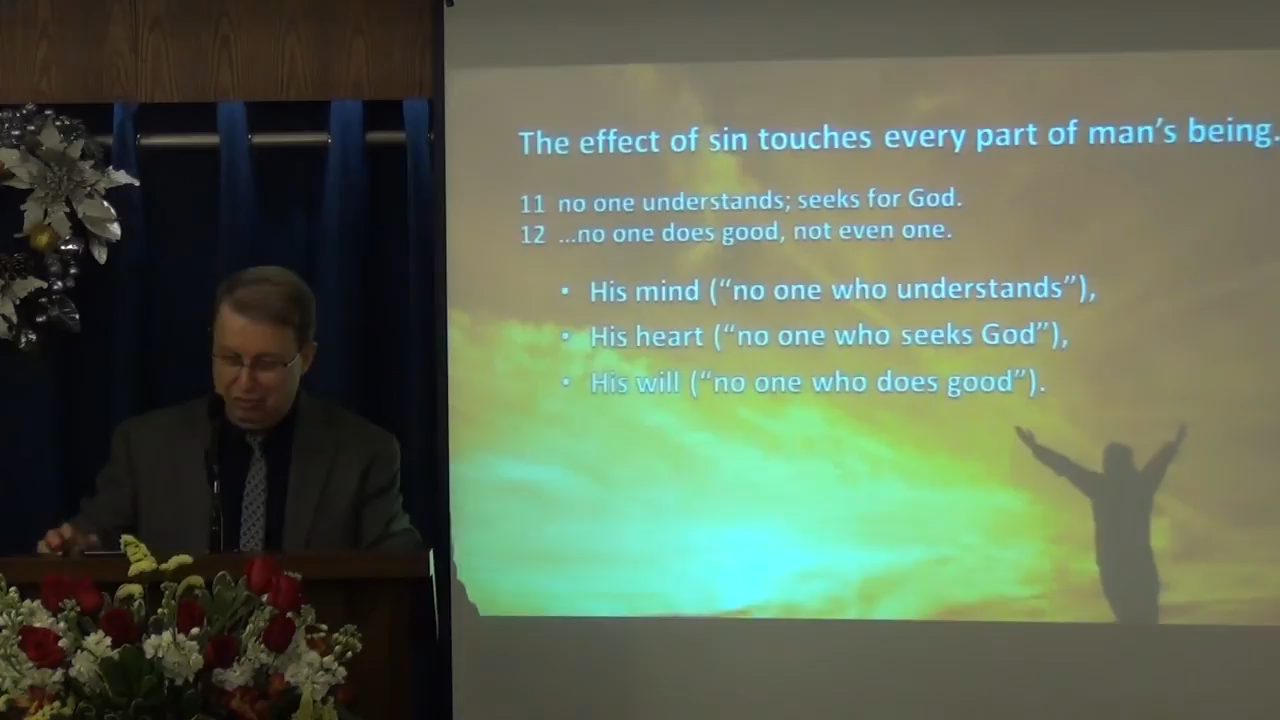 The effect of sin touches every part of man's being.
11 no one understands; seeks for God.
12 ...no one does good, not even one.
• His mind ("no one who understands"),
• His heart ("no one who seeks God"),
• His will ("no one who does good").